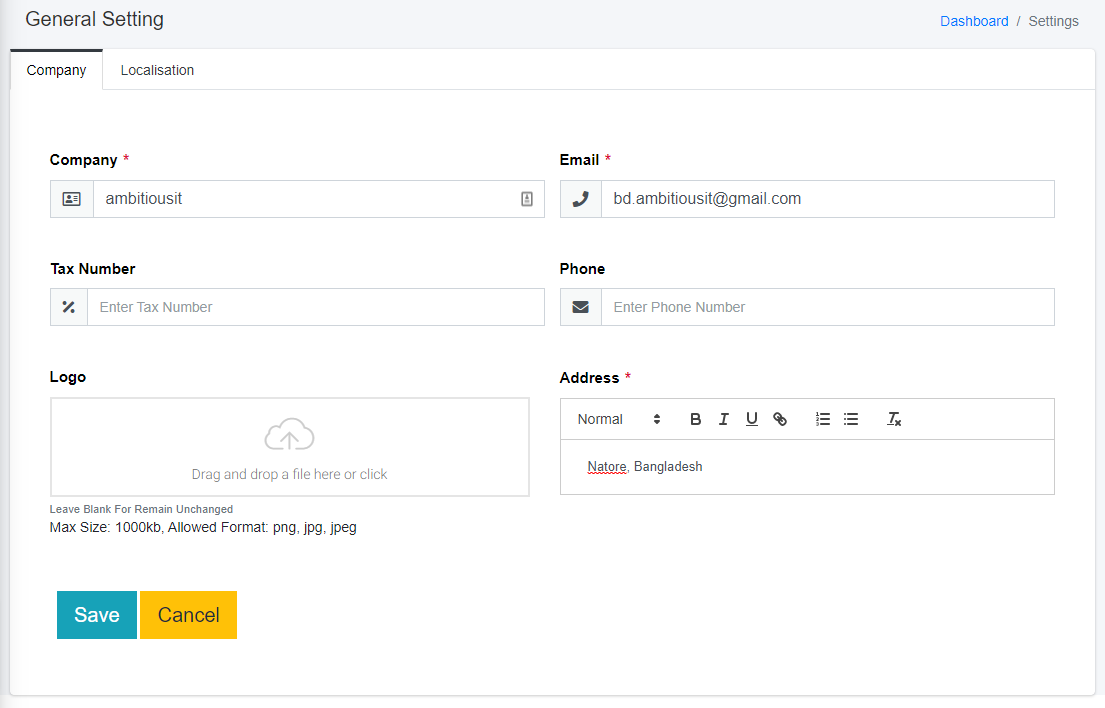 General Setting
Dashboard / Settings
Company
Localisation
Company *
Email *
ambitiousit
bd.ambitiousit@gmail.com
Tax Number
Phone
Enter Tax Number
Enter Phone Number
Logo
Address *
Normal
B I U
Drag and drop a file here or click
Natore, Bangladesh
Leave Blank For Remain Unchanged
Max Size: 1000kb, Allowed Format: png, jpg, jpeg
Save
Cancel